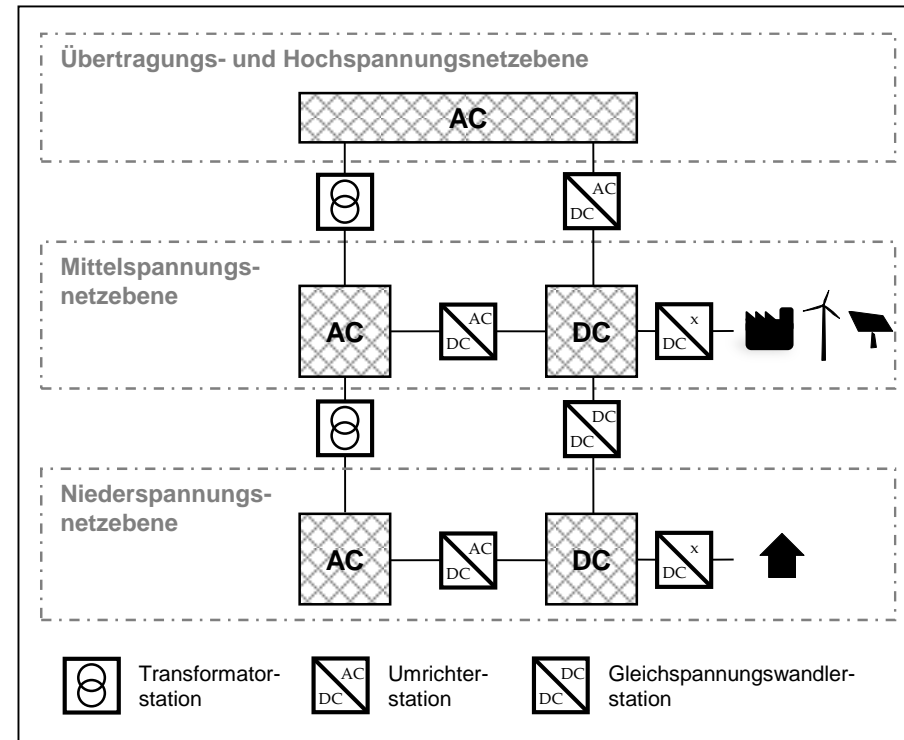 Übertragungs- und Hochspannungsnetzebene
AC
AC
DC
Mittelspannungs-
netzebene
AC
AC
DC
DC
x
DC
DC
DC
Niederspannungs-
netzebene
AC
AC
DC
DC
x
DC
Transformator-
station
AC
DC
Umrichter-
station
DC
DC
Gleichspannungswandler-
station